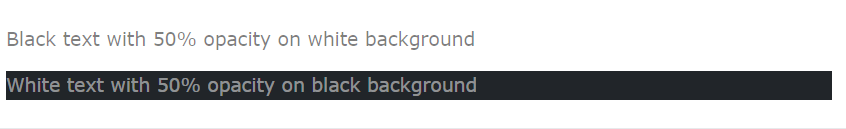 Black text with 50% opacity on white background
White text with 50% opacity on black background